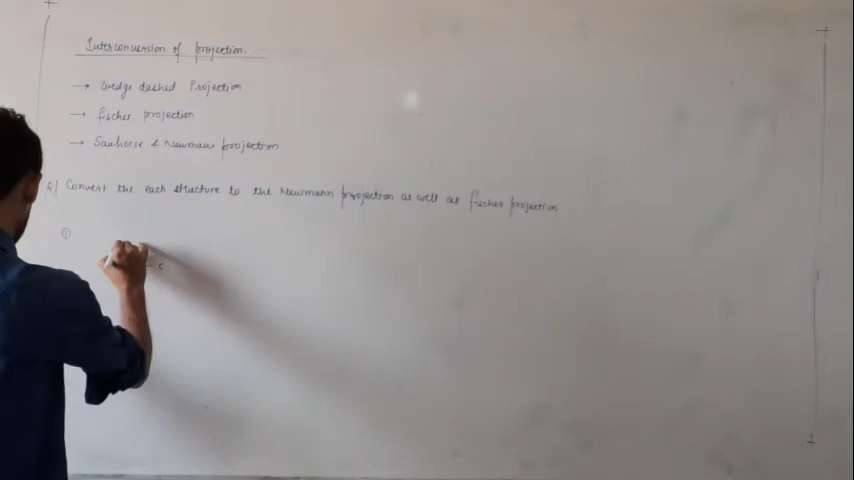 Interconversion of projection.
→ Wedge dashed Projection
→ fischer projection
→ Sawhorse & Newmann projection
Q/ Convert the each structure to the Newmann projection as well as fischer projection
①
c